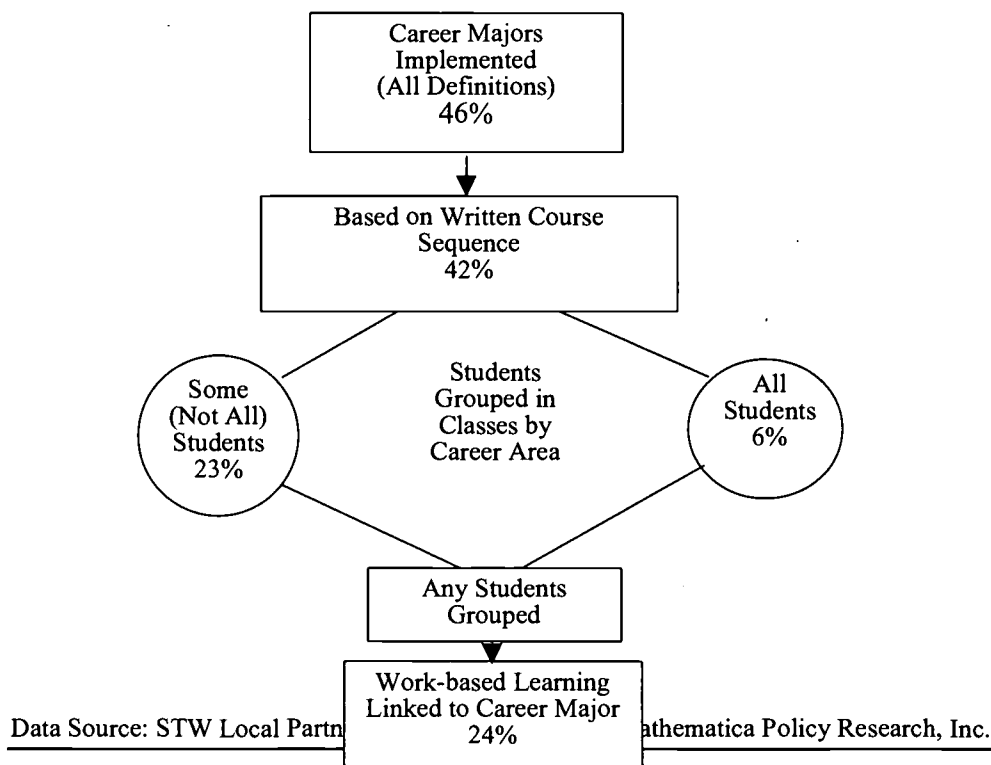 Career Majors
Implemented
(All Definitions)
46%
Based on Written Course
Sequence
42%
Some
(Not All)
Students
23%
Students
Grouped in
Classes by
Career Area
All
Students
6%
Any Students
Grouped
Work-based Learning
Linked to Career Major
24%
Data Source: STW Local Partn athematica Policy Research, Inc.